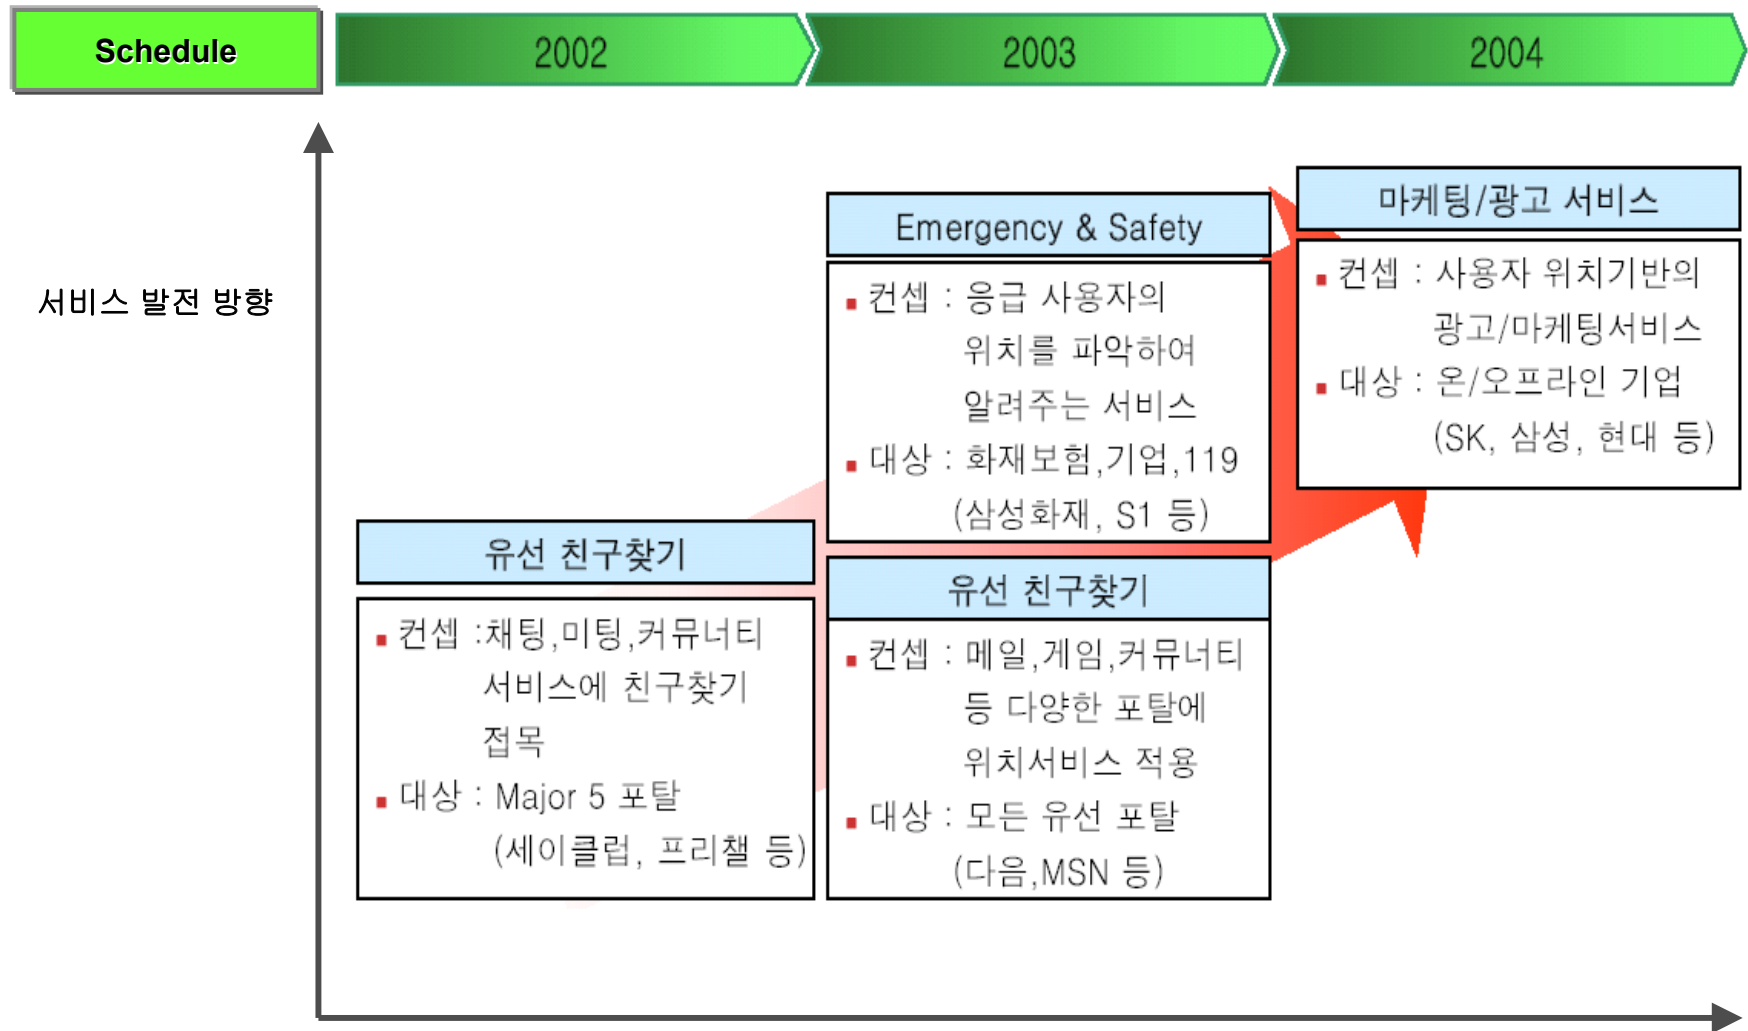 Schedule
2002
2003
2004
서비스 발전 방향
유선 친구찾기
컨셉 :채팅,미팅,커뮤너티
서비스에 친구찾기
접목
대상 : Major 5 포탈
(세이클럽, 프리챌 등)
Emergency & Safety
컨셉 : 응급 사용자의
위치를 파악하여
알려주는 서비스
대상 : 화재보험,기업,119
(삼성화재, S1 등)
유선 친구찾기
컨셉 : 메일,게임,커뮤너티
등 다양한 포탈에
위치서비스 적용
대상 : 모든 유선 포탈
(다음,MSN 등)
마케팅/광고 서비스
컨셉 : 사용자 위치기반의
광고/마케팅서비스
대상 : 온/오프라인 기업
(SK, 삼성, 현대 등)